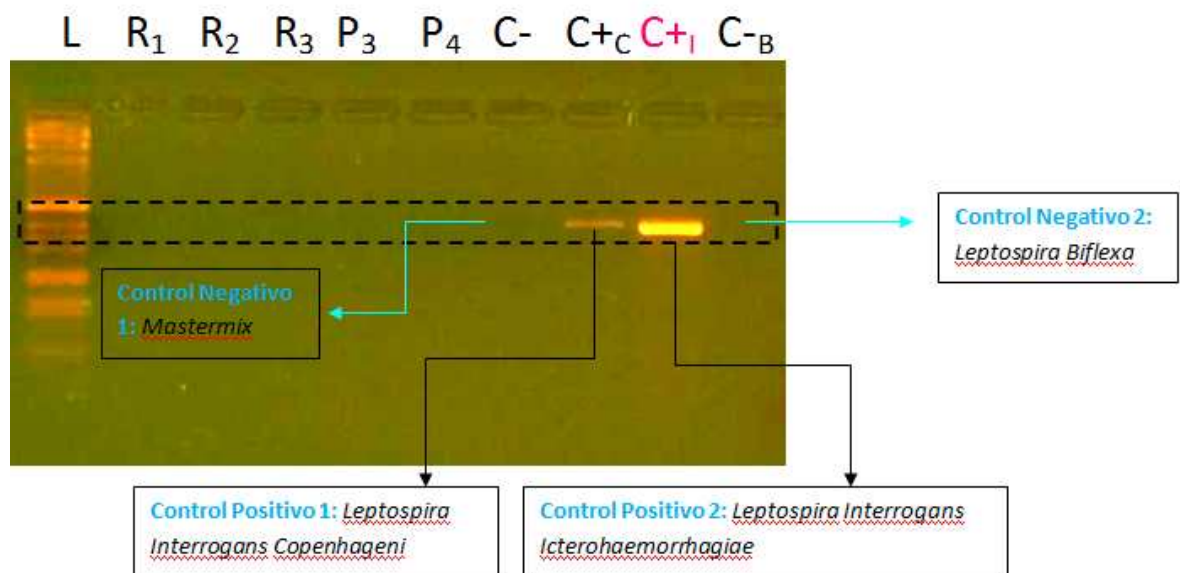 L R₁ R₂ R₃ P₃ P₄ C- C+C C+I C-B
Control Negativo 2:
Leptospira Biflexa
Control Negativo
1: Mastermix
Control Positivo 1: Leptospira
Interrogans Copenhageni
Control Positivo 2: Leptospira Interrogans
Icterohaemorrhagiae